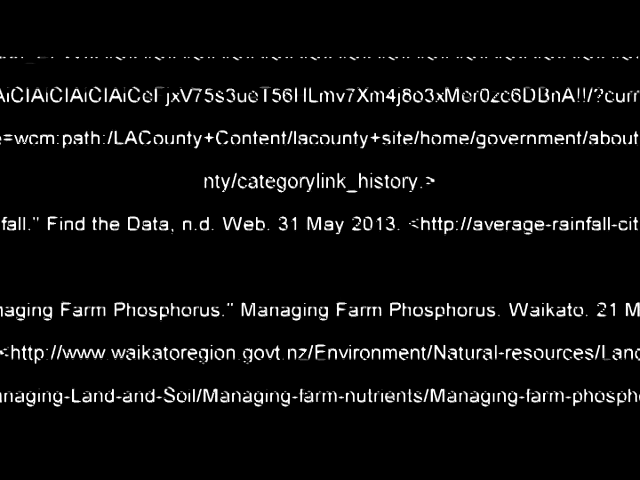 AiCIAiCIAiCIAiCeFjxV75s3ueT56HLmv7Xm4j8o3xMer0zc6DBnA!!/?curr
e=wcm:path:/LACounty+Content/lacounty+site/home/government/about
nty/categorylink_history.>
fall." Find the Data, n.d. Web. 31 May 2013. <http://average-rainfall-cit
naging Farm Phosphorus." Managing Farm Phosphorus. Waikato. 21 M
<http://www.waikatoregion.govt.nz/Environment/Natural-resources/Land
anaging-Land-and-Soil/Managing-farm-nutrients/Managing-farm-phospho